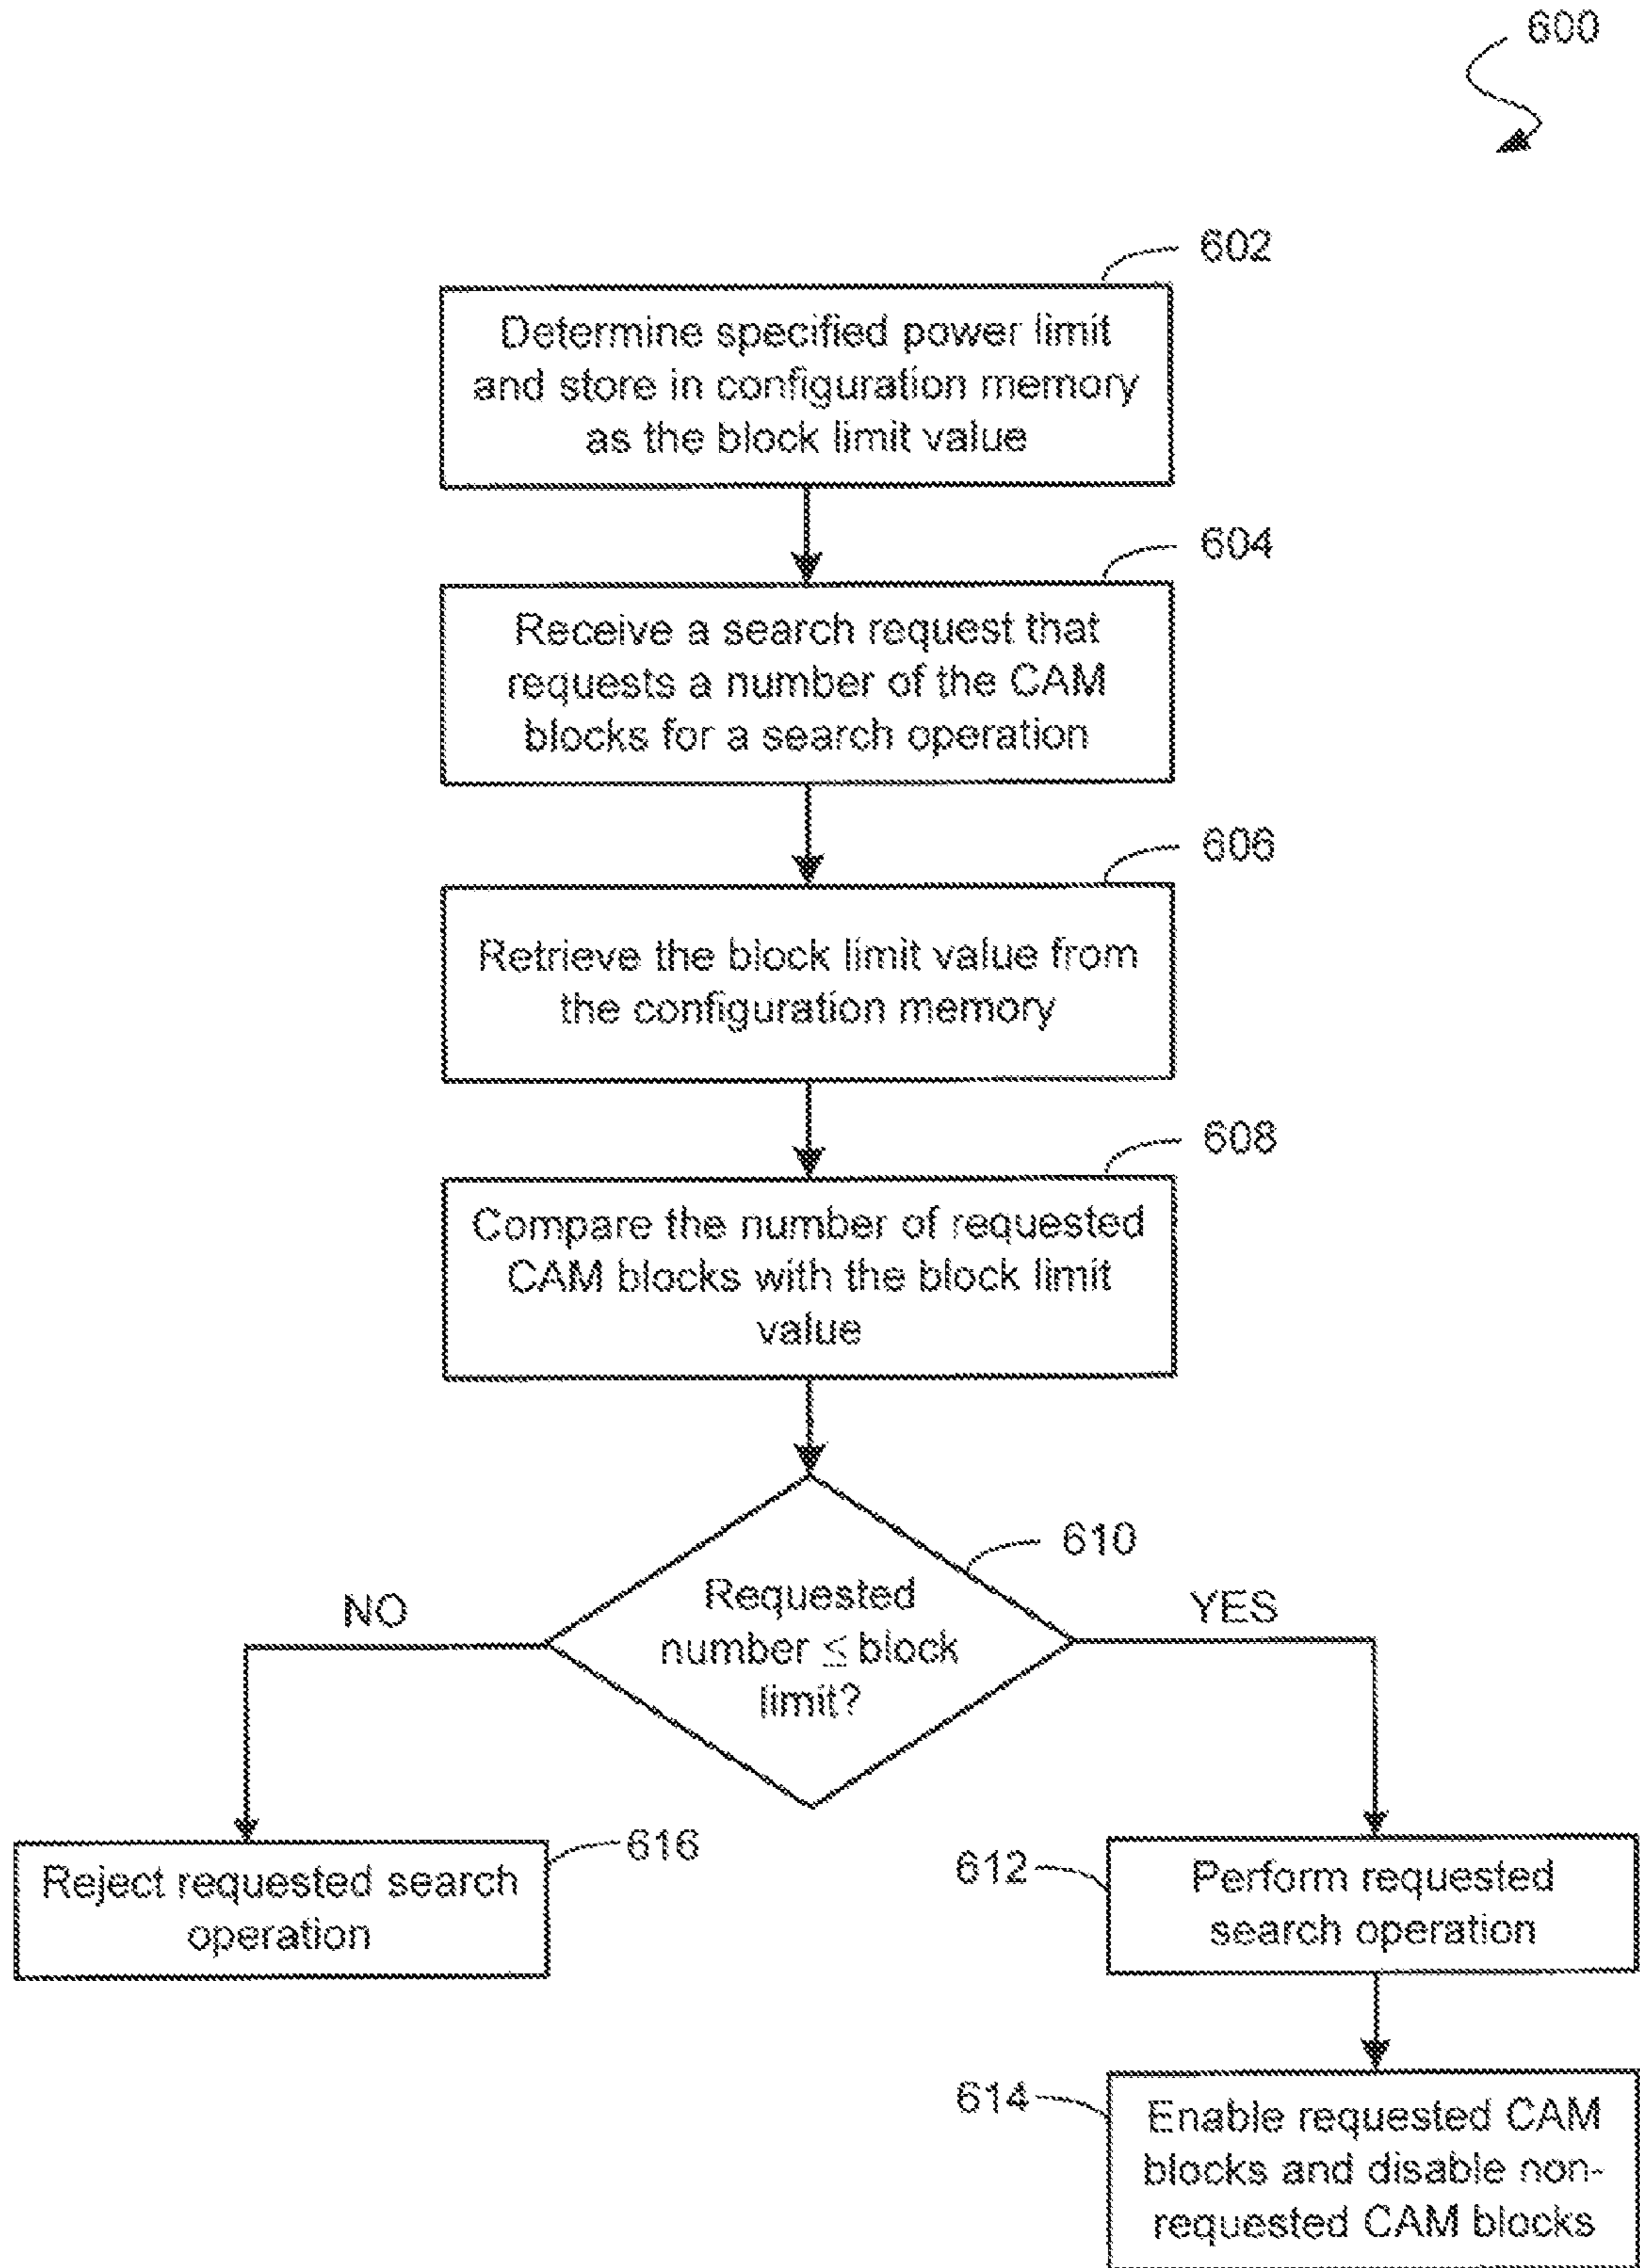 600
602
Determine specified power limit
and store in configuration memory
as the block limit value
604
Receive a search request that
requests a number of the CAM
blocks for a search operation
606
Retrieve the block limit value from
the configuration memory
608
Compare the number of requested
CAM blocks with the block limit
value
610
Requested
number ≤ block
limit?
NO
YES
616
Reject requested search
operation
612
Perform requested
search operation
614
Enable requested CAM
blocks and disable non-
requested CAM blocks